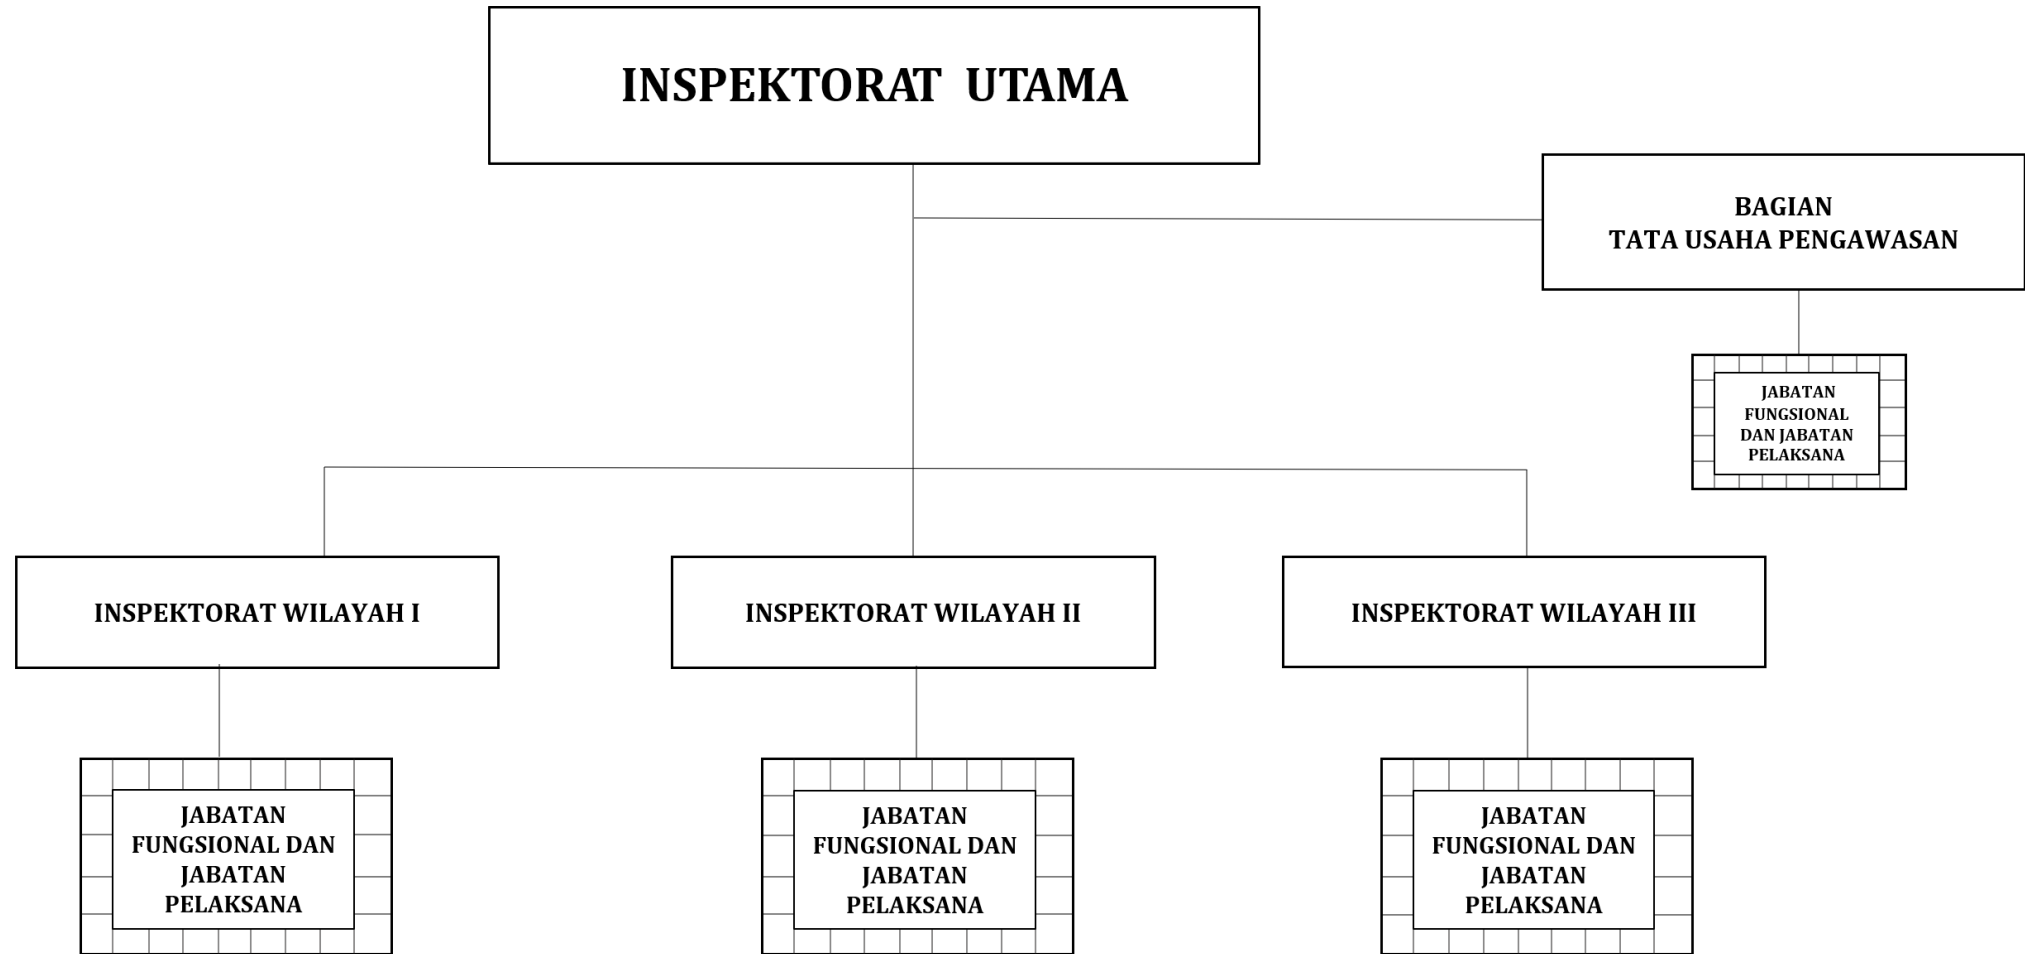 INSPEKTORAT UTAMA
BAGIAN
TATA USAHA PENGAWASAN
JABATAN
FUNGSIONAL
DAN JABATAN
PELAKSANA
INSPEKTORAT WILAYAH I
INSPEKTORAT WILAYAH II
INSPEKTORAT WILAYAH III
JABATAN
FUNGSIONAL DAN
JABATAN
PELAKSANA
JABATAN
FUNGSIONAL DAN
JABATAN
PELAKSANA
JABATAN
FUNGSIONAL DAN
JABATAN
PELAKSANA